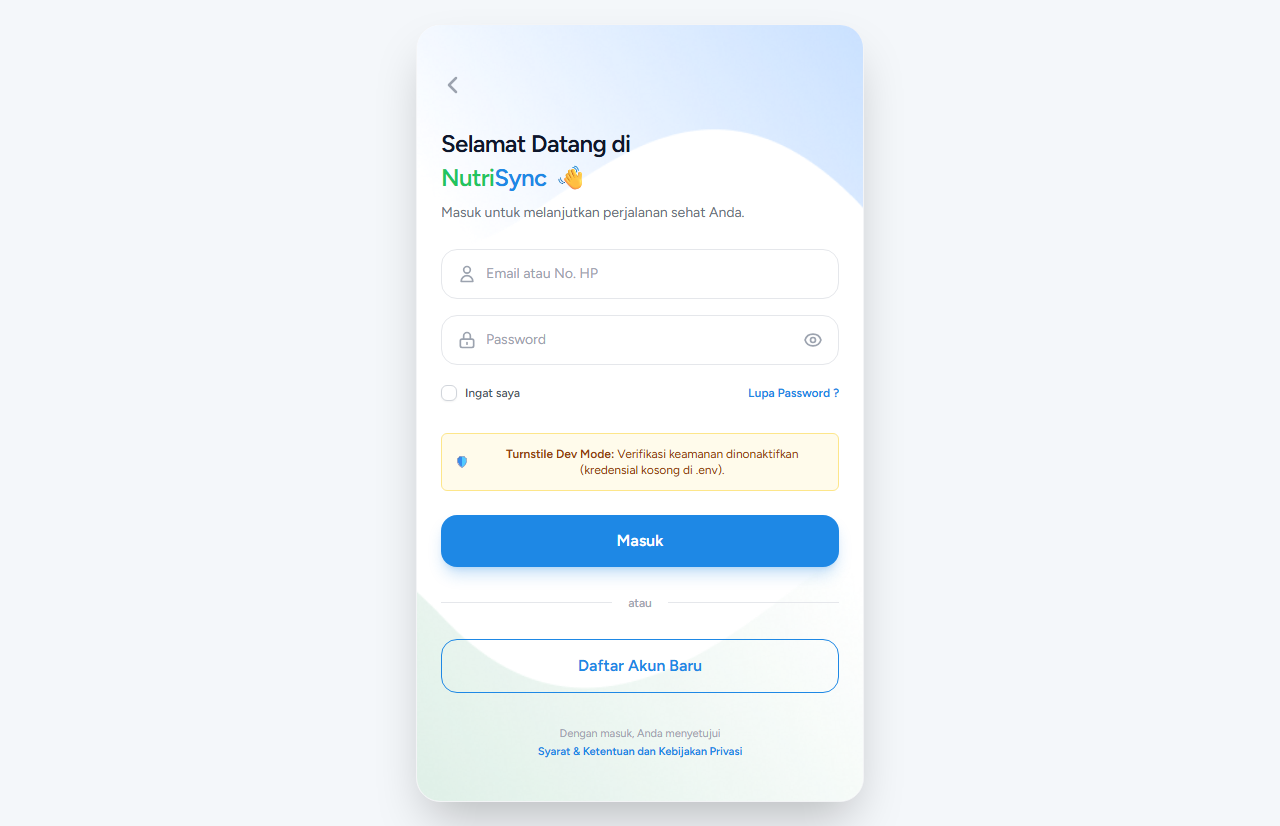 Selamat Datang di
NutriSync 👋
Masuk untuk melanjutkan perjalanan sehat Anda.
Email atau No. HP
Password
Ingat saya
Lupa Password ?
Turnstile Dev Mode: Verifikasi keamanan dinonaktifkan
(kredensial kosong di .env).
Masuk
atau
Daftar Akun Baru
Dengan masuk, Anda menyetujui
Syarat & Ketentuan dan Kebijakan Privasi